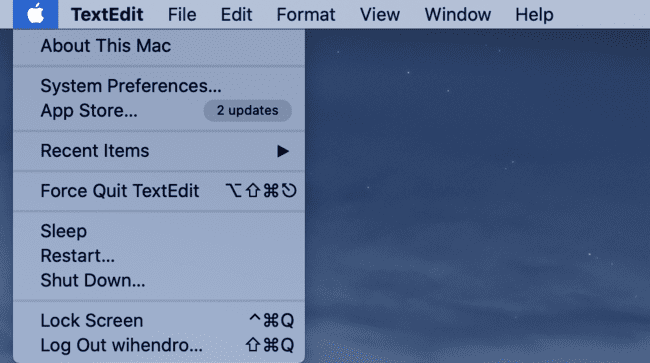 TextEdit File Edit Format View Window Help
About This Mac
System Preferences...
App Store... 2 updates
Recent Items ▶
Force Quit TextEdit ⌥⇧⌘⎋
Sleep
Restart...
Shut Down...
Lock Screen ^⌘Q
Log Out wihendro... ⇧⌘Q